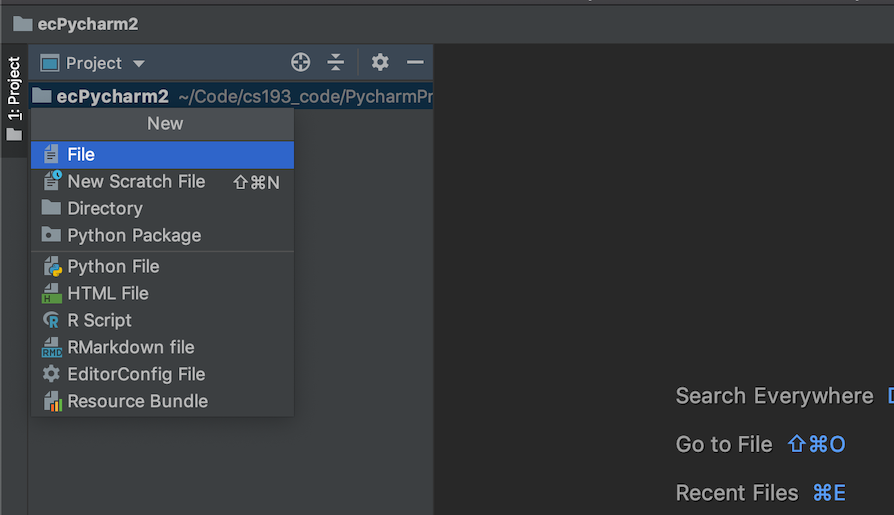 ecPycharm2
1: Project
Project
ecPycharm2 ~/Code/cs193_code/PycharmPr
New
File
New Scratch File ⇧⌘N
Directory
Python Package
Python File
HTML File
R Script
RMarkdown file
EditorConfig File
Resource Bundle
Search Everywhere
Go to File ⇧⌘O
Recent Files ⌘E